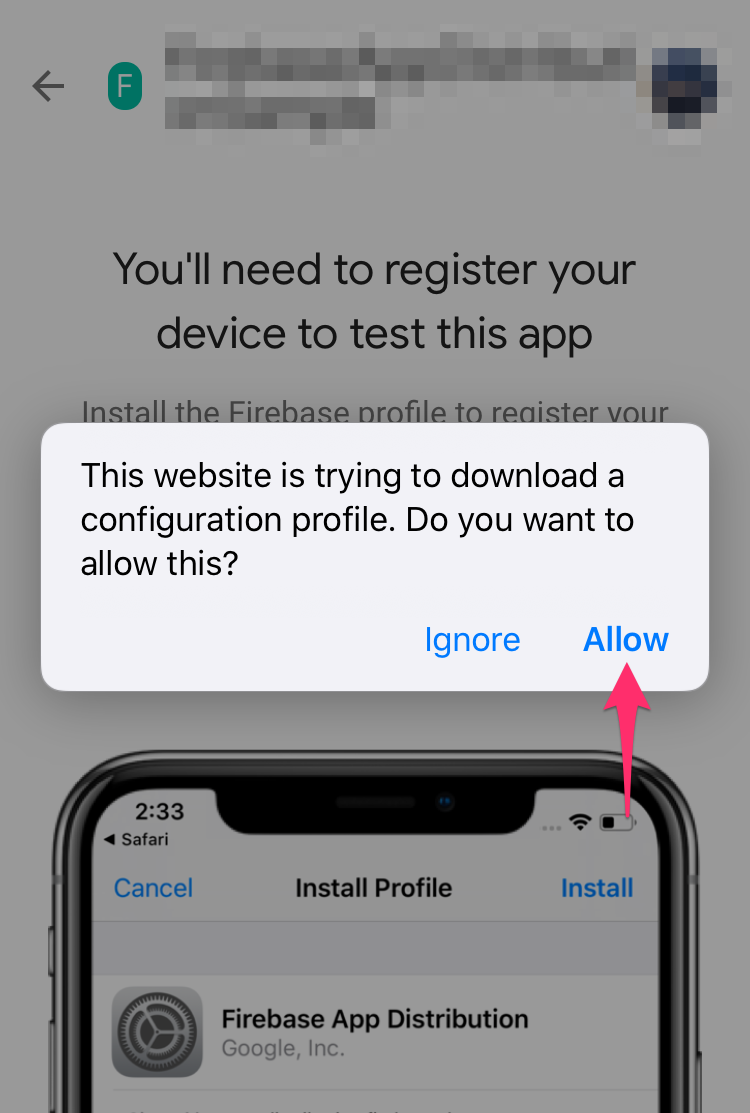 F
You'll need to register your
device to test this app
Install the Firebase profile to register your
This website is trying to download a
configuration profile. Do you want to
allow this?
Ignore Allow
2:33
◀ Safari
Cancel Install Profile Install
Firebase App Distribution
Google, Inc.